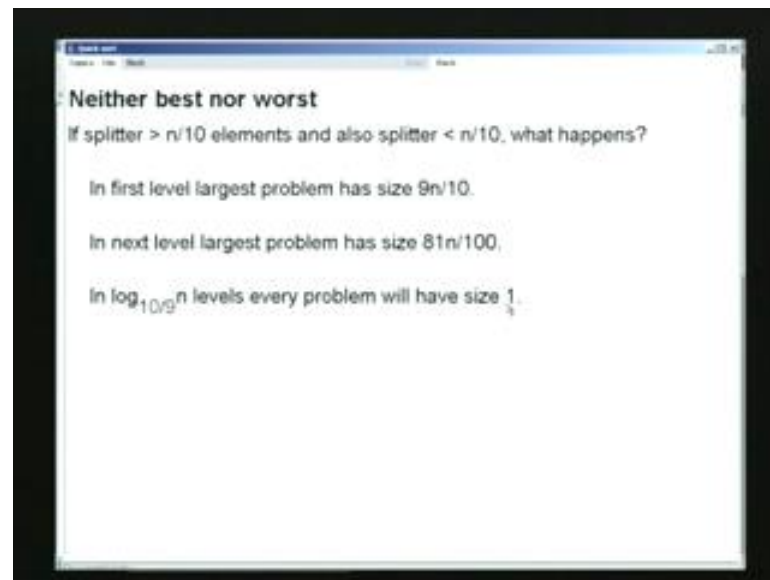 Quick sort
Neither best nor worst
If splitter > n/10 elements and also splitter < n/10, what happens?
In first level largest problem has size 9n/10.
In next level largest problem has size 81n/100.
In log10/9n levels every problem will have size 1.